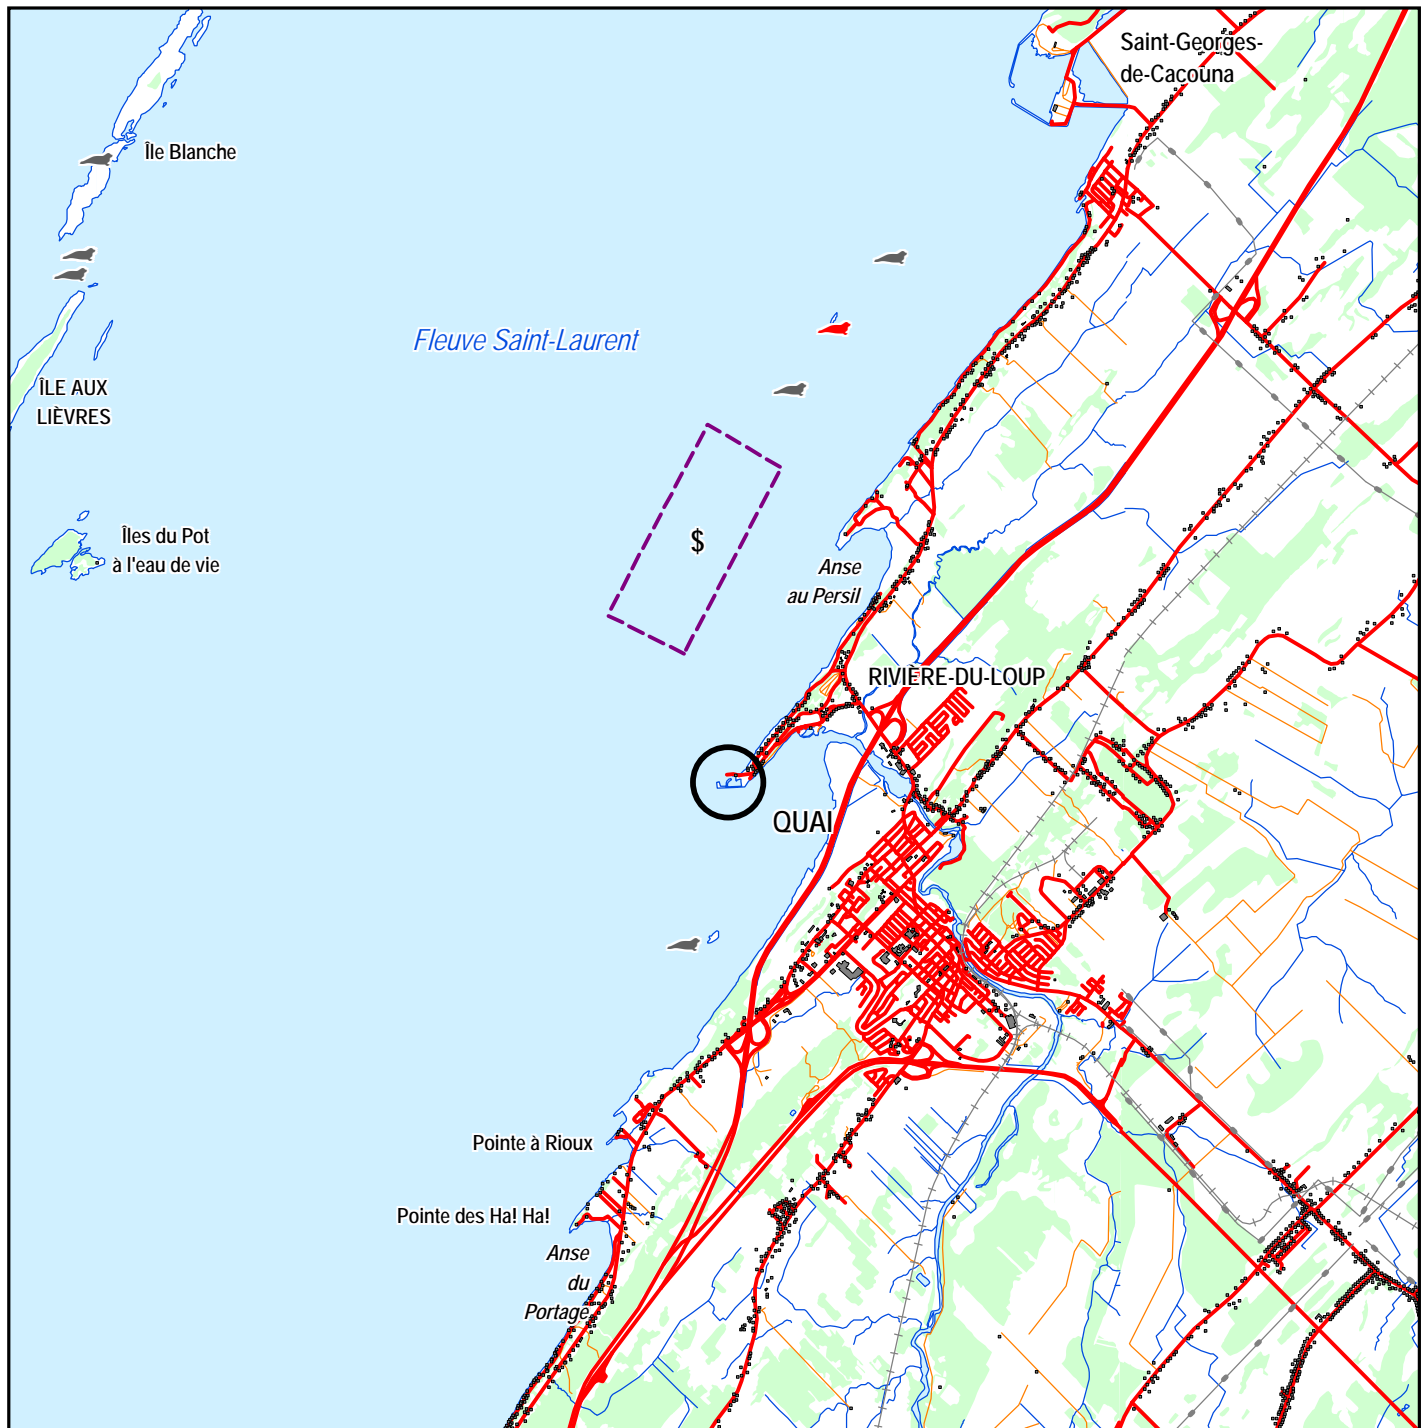 Saint-Georges-
de-Cacouna
Île Blanche
Fleuve Saint-Laurent
ÎLE AUX
LIÈVRES
Îles du Pot
à l'eau de vie
$
Anse
au Persil
RIVIÈRE-DU-LOUP
QUAI
Pointe à Rioux
Pointe des Ha! Ha!
Anse
du
Portage